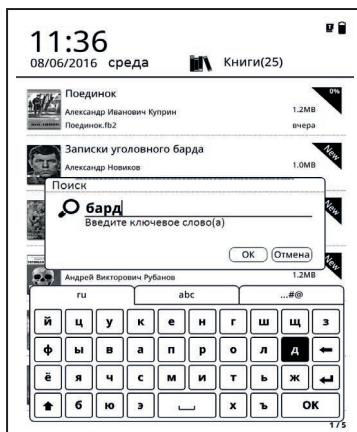 11:36
08/06/2016 среда Книги(25)
Поединок 0%
Александр Иванович Куприн 1.2MB
Поединок.fb2 вчера
Записки уголовного барда New
Александр Новиков 1.0MB
Поиск
бард
Введите ключевое слово(а)
OK Отмена
New
New
Андрей Викторович Рубанов 1.2MB
ru abc ...#@
й ц у к е н г ш щ з
ф ы в а п р о л д
ё я ч с м и т ь ж
б ю э х ъ OK
1/5